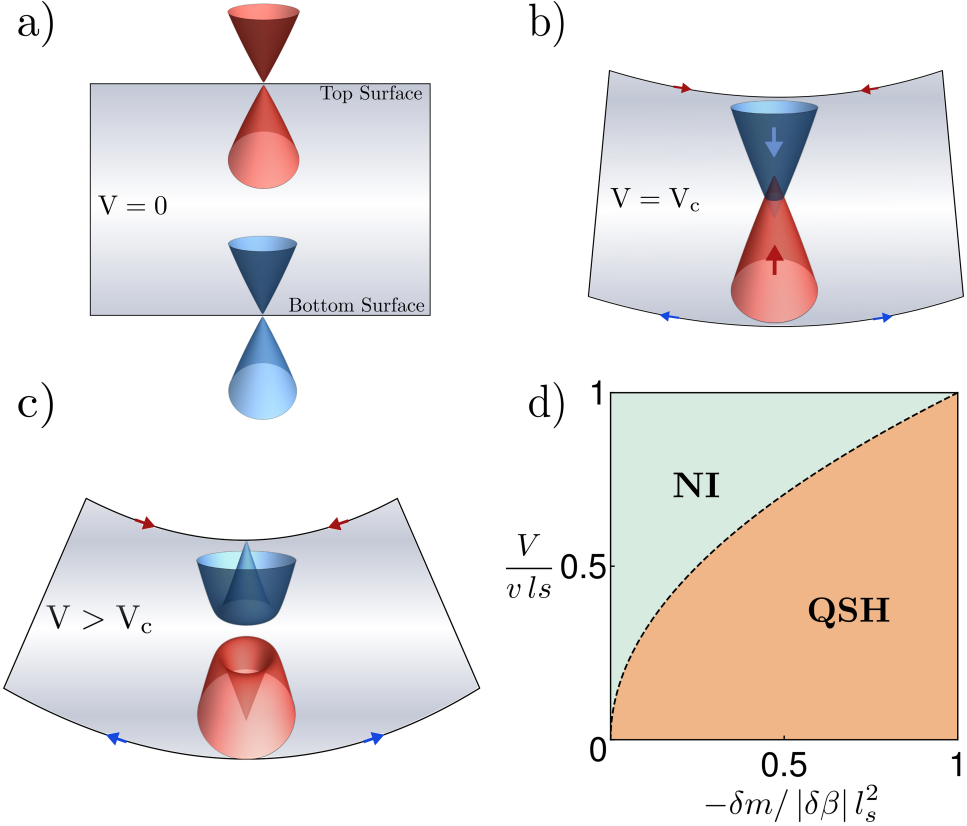 a)
Top Surface
V = 0
Bottom Surface
b)
V = V_c
c)
V > V_c
d)
1
NI
V / v ls
0.5
QSH
0
0.5
1
−δm/ |δβ| l_s^2